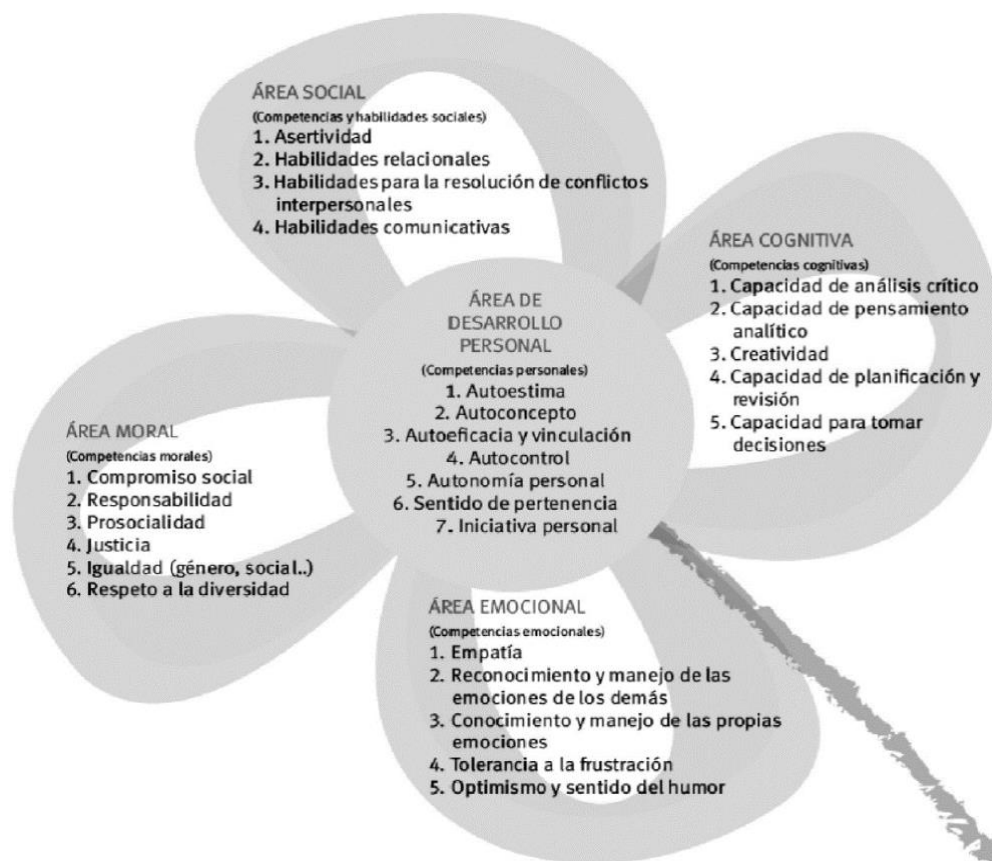 ÁREA SOCIAL
(Competencias y habilidades sociales)
1. Asertividad
2. Habilidades relacionales
3. Habilidades para la resolución de conflictos
interpersonales
4. Habilidades comunicativas
ÁREA COGNITIVA
(Competencias cognitivas)
1. Capacidad de análisis crítico
2. Capacidad de pensamiento
analítico
3. Creatividad
4. Capacidad de planificación y
revisión
5. Capacidad para tomar
decisiones
ÁREA DE
DESARROLLO
PERSONAL
(Competencias personales)
1. Autoestima
2. Autoconcepto
3. Autoeficacia y vinculación
4. Autocontrol
5. Autonomía personal
6. Sentido de pertenencia
7. Iniciativa personal
ÁREA MORAL
(Competencias morales)
1. Compromiso social
2. Responsabilidad
3. Prosocialidad
4. Justicia
5. Igualdad (género, social..)
6. Respeto a la diversidad
ÁREA EMOCIONAL
(Competencias emocionales)
1. Empatía
2. Reconocimiento y manejo de las
emociones de los demás
3. Conocimiento y manejo de las propias
emociones
4. Tolerancia a la frustración
5. Optimismo y sentido del humor